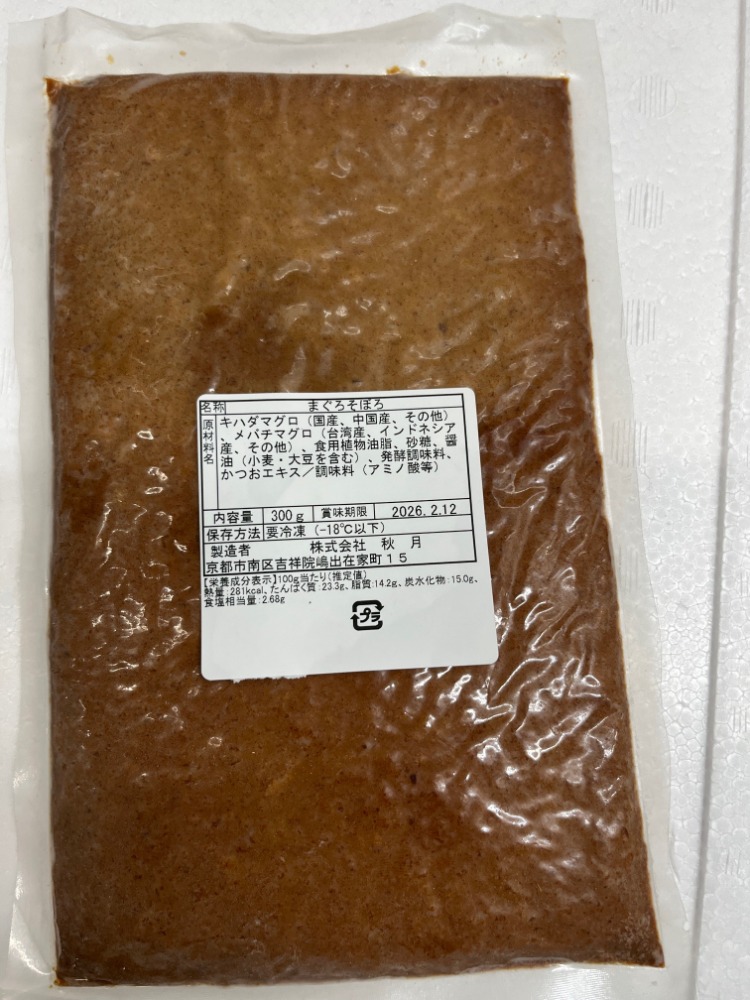 名称 まぐろそぼろ
原材料名 キハダマグロ（国産、中国産、その他）
、メバチマグロ（台湾産、インドネシア
産、その他）、食用植物油脂、砂糖、醤
油（小麦・大豆を含む）、発酵調味料、
かつおエキス／調味料（アミノ酸等）
内容量 300ｇ 賞味期限 2026.2.12
保存方法 要冷凍（-18℃以下）
製造者 株式会社 秋 月
京都市南区吉祥院嶋出在家町１５
【栄養成分表示】100g当たり(推定値)
熱量:281kcal、たんぱく質:23.3g、脂質:14.2g、炭水化物:15.0g、
食塩相当量:2.68g
プラ